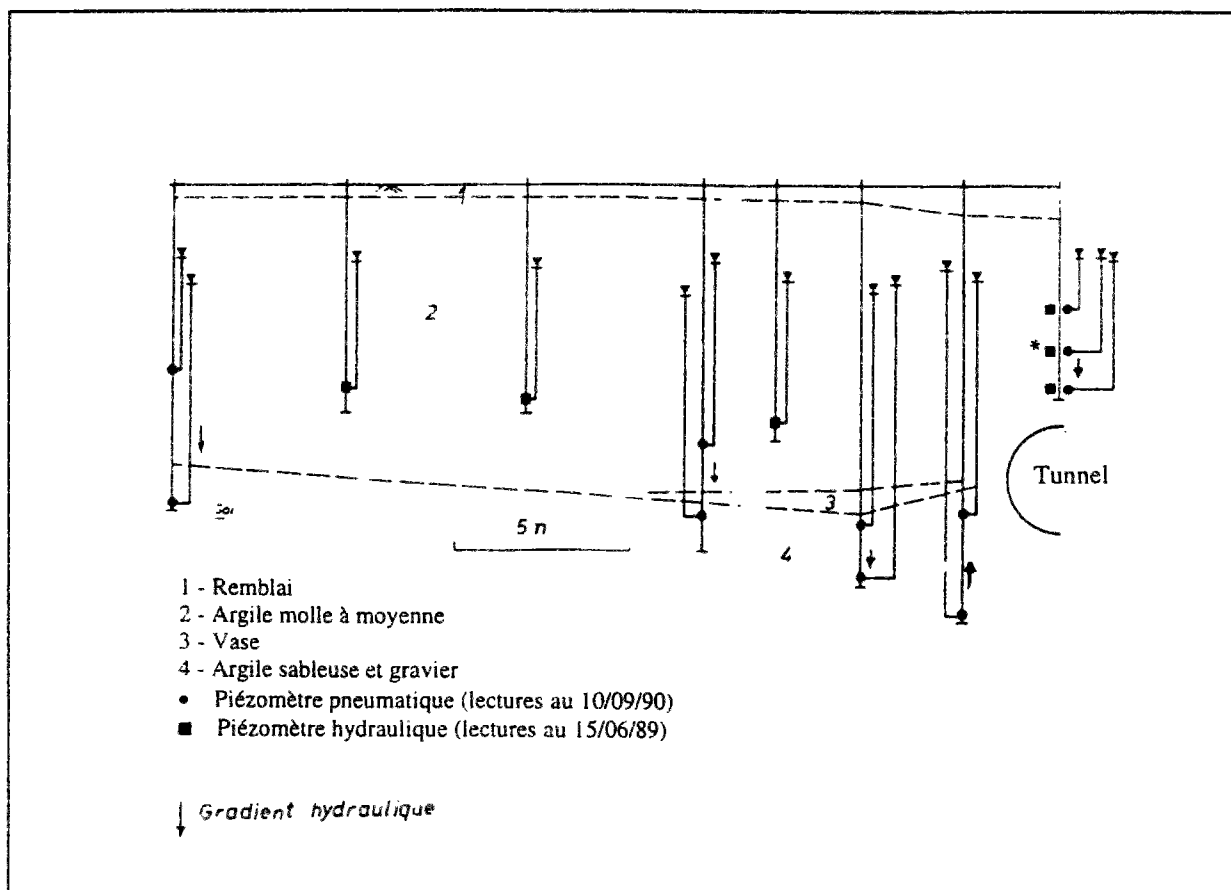 1
2
*
Tunnel
3
5 n
4
1 - Remblai
2 - Argile molle à moyenne
3 - Vase
4 - Argile sableuse et gravier
● Piézomètre pneumatique (lectures au 10/09/90)
■ Piézomètre hydraulique (lectures au 15/06/89)
↓ Gradient hydraulique